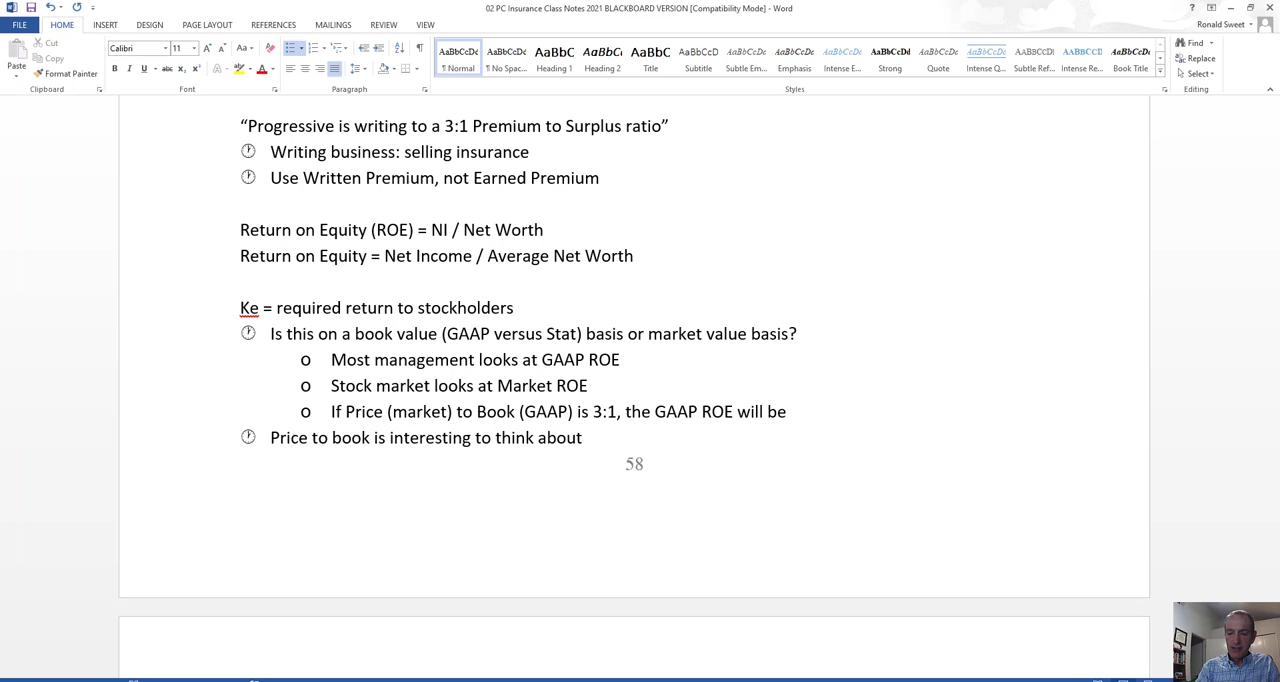 02 PC Insurance Class Notes 2021 BLACKBOARD VERSION [Compatibility Mode] - Word
FILE HOME INSERT DESIGN PAGE LAYOUT REFERENCES MAILINGS REVIEW VIEW Ronald Sweet
Paste
Cut
Copy
Format Painter
Calibri 11
Clipboard Font Paragraph Styles Editing
AaBbCcDc AaBbCcDc AaBbC AaBbCc AaBbC AaBbCcD AaBbCcDc AaBbCcDc AaBbCcDc AaBbCcDd AaBbCcDc AaBbCcDc AABBCCDI AABBCCI AaBbCcDc
¶ Normal ¶ No Spac... Heading 1 Heading 2 Title Subtitle Subtle Em... Emphasis Intense E... Strong Quote Intense Q... Subtle Ref... Intense Re... Book Title
Find
Replace
Select
“Progressive is writing to a 3:1 Premium to Surplus ratio”
Writing business: selling insurance
Use Written Premium, not Earned Premium
Return on Equity (ROE) = NI / Net Worth
Return on Equity = Net Income / Average Net Worth
Ke = required return to stockholders
Is this on a book value (GAAP versus Stat) basis or market value basis?
o Most management looks at GAAP ROE
o Stock market looks at Market ROE
o If Price (market) to Book (GAAP) is 3:1, the GAAP ROE will be
Price to book is interesting to think about
58